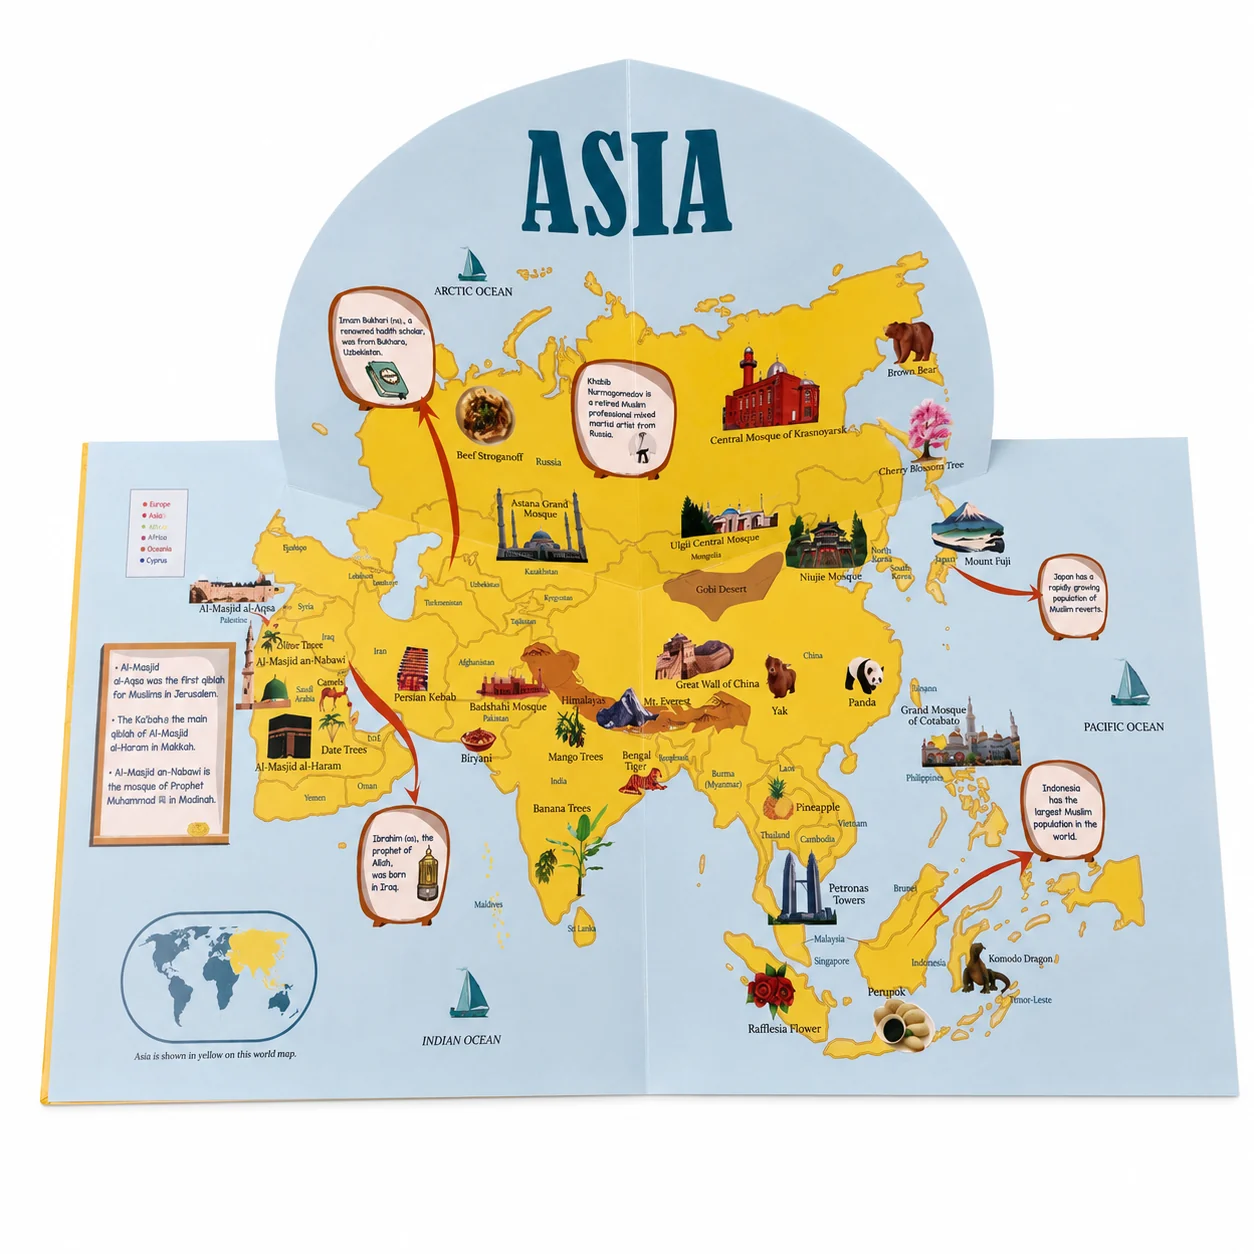 ASIA
ARCTIC OCEAN
Imam Bukhari (ra), a
renowned hadith scholar,
was from Bukhara,
Uzbekistan.
Khabib
Nurmagomedov is
a retired Muslim
professional mixed
martial artist from
Russia.
Brown Bear
Central Mosque of Krasnoyarsk
Beef Stroganoff
Russia
Cherry Blossom Tree
Europe
Asia
Africa
Oceania
Cyprus
Astana Grand
Mosque
Kazakhstan
Ulgii Central Mosque
Mongolia
Niujie Mosque
North
Korea
South
Korea
Japan
Mount Fuji
Japan has a
rapidly growing
population of
Muslim reverts.
Gobi Desert
Lebanon
Uzbekistan
Turkmenistan
Kyrgystan
Tajikistan
Al-Masjid al-Aqsa
Palestine
Syria
Iraq
Olive Trees
Al-Masjid an-Nabawi
Iran
Afghanistan
China
Great Wall of China
Camels
Saudi
Arabia
Persian Kebab
Badshahi Mosque
Pakistan
Himalayas
Mt. Everest
Yak
Panda
Grand Mosque
of Cotabato
Philippines
PACIFIC OCEAN
• Al-Masjid
al-Aqsa was the first qiblah
for Muslims in Jerusalem.
• The Ka'bah is the main
qiblah of Al-Masjid
al-Haram in Makkah.
• Al-Masjid an-Nabawi is
the mosque of Prophet
Muhammad ﷺ in Madinah.
Date Trees
Al-Masjid al-Haram
Oman
Yemen
Biryani
Mango Trees
Bengal
Tiger
Bangladesh
India
Banana Trees
Burma
(Myanmar)
Laos
Pineapple
Vietnam
Thailand
Cambodia
Indonesia
has the
largest Muslim
population in the
world.
Ibrahim (as), the
prophet of
Allah,
was born
in Iraq.
Maldives
Sri Lanka
Petronas
Towers
Brunei
Malaysia
Singapore
Indonesia
Komodo Dragon
Timor-Leste
Rafflesia Flower
Perupok
INDIAN OCEAN
Asia is shown in yellow on this world map.